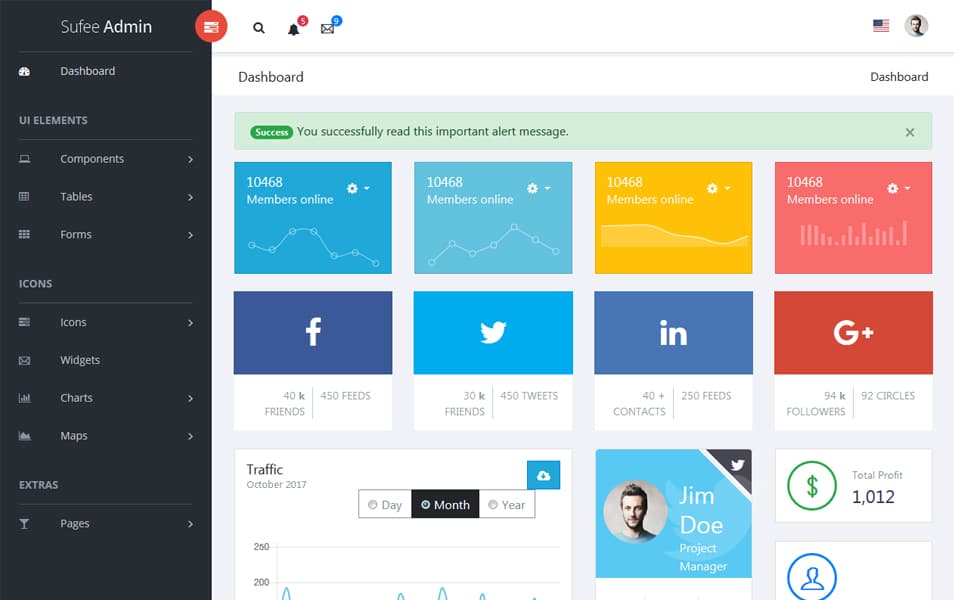 Sufee Admin
5
9
Dashboard
Dashboard
Dashboard
UI ELEMENTS
Components
Tables
Forms
ICONS
Icons
Widgets
Charts
Maps
EXTRAS
Pages
Success You successfully read this important alert message.
×
10468
Members online
10468
Members online
10468
Members online
10468
Members online
f
in
G+
40 k
FRIENDS
450 FEEDS
30 k
FRIENDS
450 TWEETS
40 +
CONTACTS
250 FEEDS
94 k
FOLLOWERS
92 CIRCLES
Traffic
October 2017
Day
Month
Year
250
200
Jim
Doe
Project
Manager
$
Total Profit
1,012